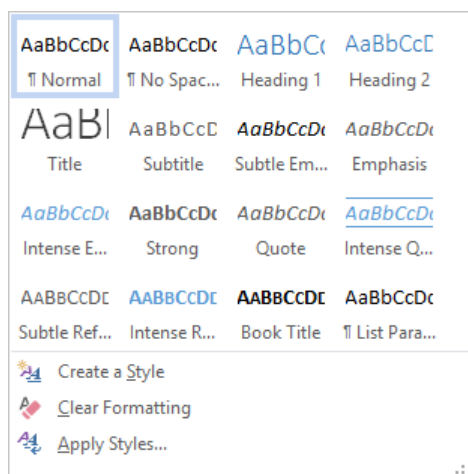 AaBbCcDc AaBbCcDc AaBbCc AaBbCcC
¶ Normal ¶ No Spac... Heading 1 Heading 2
AaB AaBbCcD AaBbCcDc AaBbCcDc
Title Subtitle Subtle Em... Emphasis
AaBbCcDc AaBbCcDc AaBbCcDc AaBbCcDc
Intense E... Strong Quote Intense Q...
AABBCCDE AABBCCDE AABBCCDE AaBbCcDc
Subtle Ref... Intense R... Book Title ¶ List Para...
Create a Style
Clear Formatting
Apply Styles...